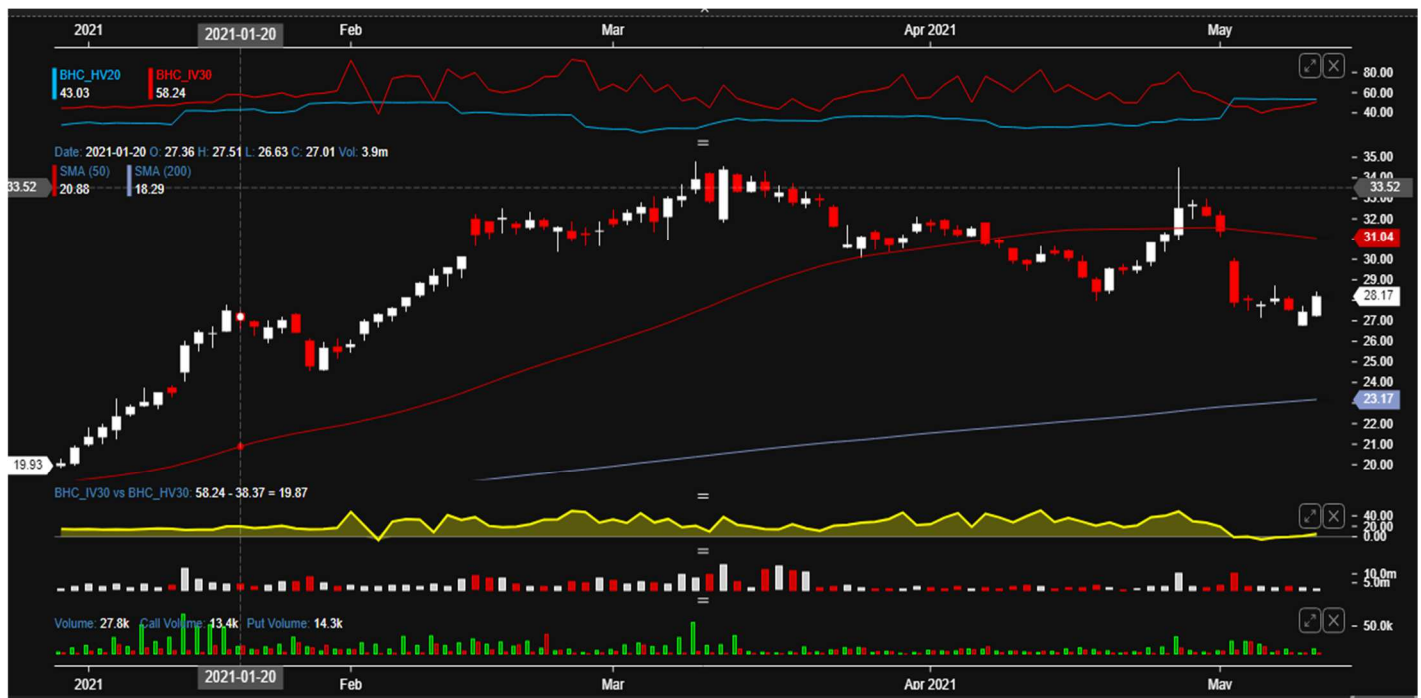 2021 2021-01-20 Feb Mar Apr 2021 May
BHC_HV20 BHC_IV30
43.03 58.24
80.00
60.00
40.00
Date: 2021-01-20 O: 27.36 H: 27.51 L: 26.63 C: 27.01 Vol: 3.9m
SMA (50) SMA (200)
20.88 18.29
33.52
35.00
34.00
33.52
33.00
32.00
31.04
30.00
29.00
28.17
27.00
26.00
25.00
24.00
23.17
22.00
21.00
19.93 20.00
BHC_IV30 vs BHC_HV30: 58.24 - 38.37 = 19.87
40.00
20.00
0.00
10.0m
5.0m
Volume: 27.8k Call Volume: 13.4k Put Volume: 14.3k
50.0k
2021 2021-01-20 Feb Mar Apr 2021 May